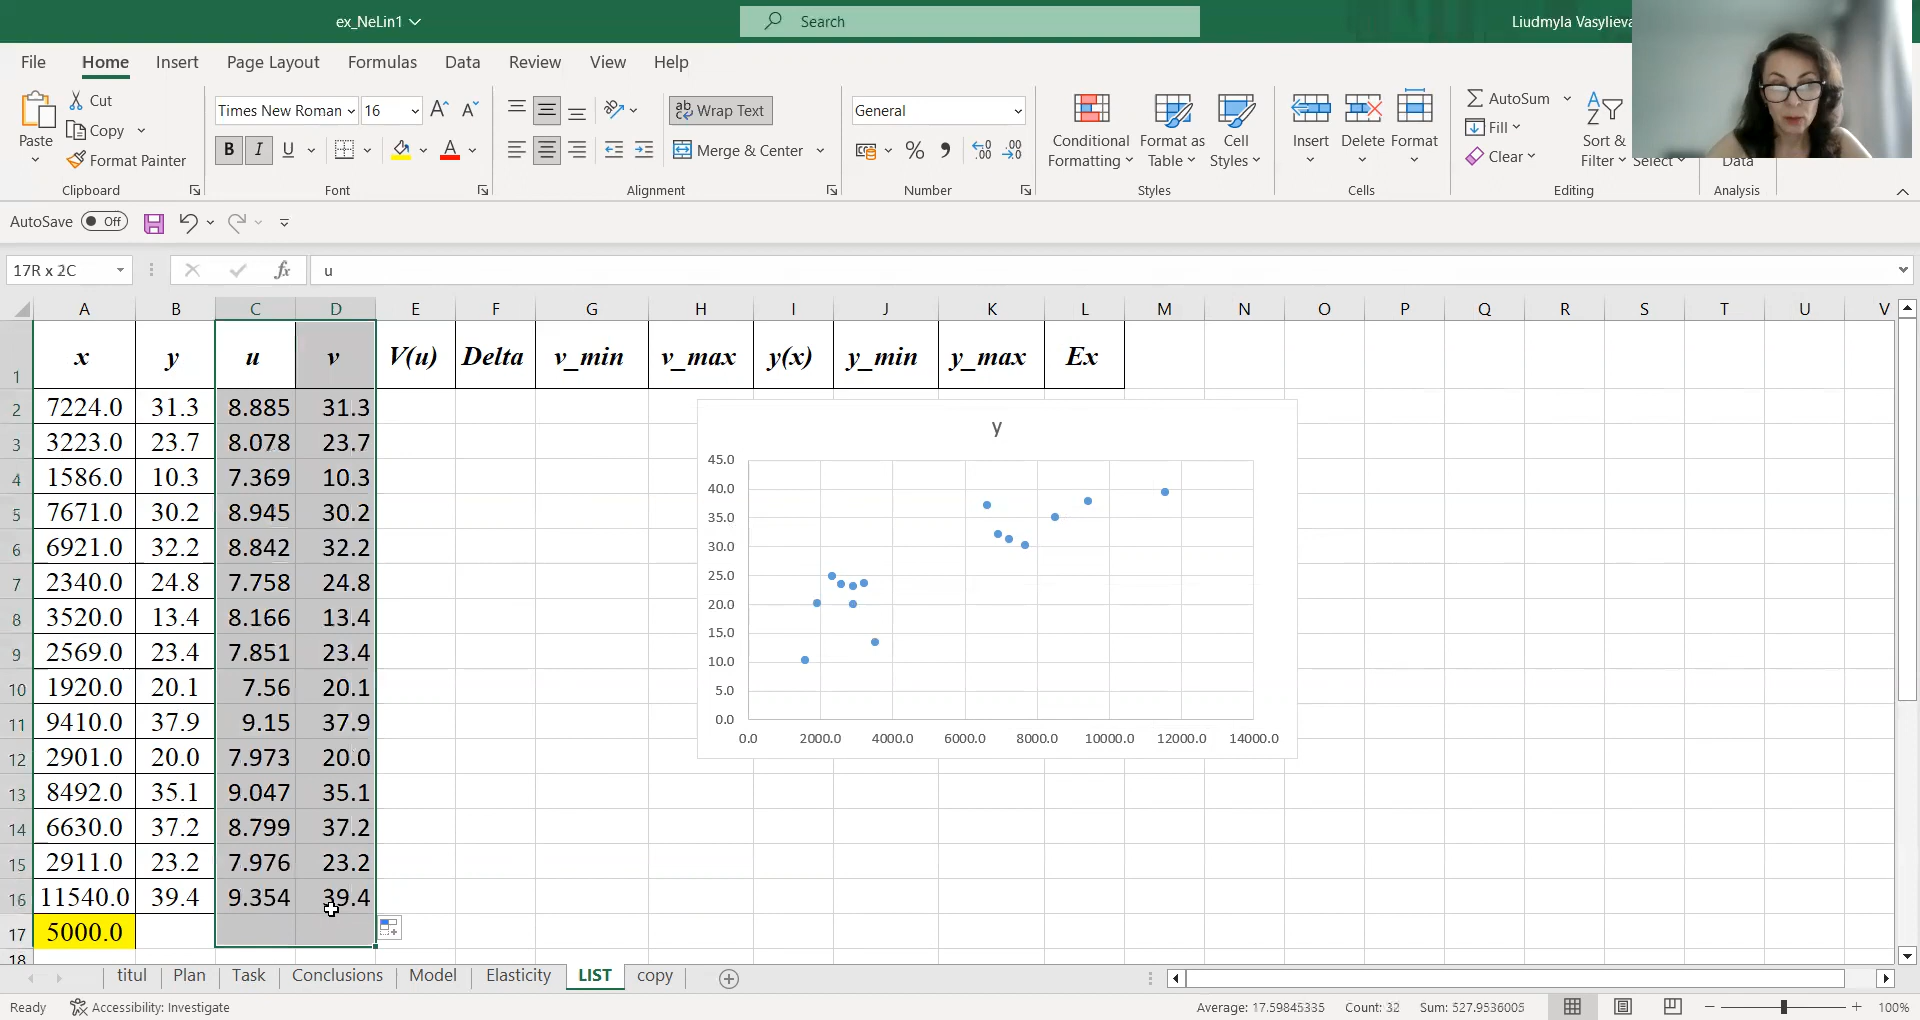 ex_NeLin1
Search
Liudmyla Vasylieva
File Home Insert Page Layout Formulas Data Review View Help
Paste
Cut
Copy
Format Painter
Clipboard
Times New Roman 16
B I U
Font
Wrap Text
Merge & Center
Alignment
General
Number
Conditional Formatting
Format as Table
Cell Styles
Styles
Insert
Delete
Format
Cells
AutoSum
Fill
Clear
Sort & Filter
Select
Editing
Data
Analysis
AutoSave Off
17R x 2C
fx u
A B C D E F G H I J K L M N O P Q R S T U V
1 x y u v V(u) Delta v_min v_max y(x) y_min y_max Ex
2 7224.0 31.3 8.885 31.3
3 3223.0 23.7 8.078 23.7
4 1586.0 10.3 7.369 10.3
5 7671.0 30.2 8.945 30.2
6 6921.0 32.2 8.842 32.2
7 2340.0 24.8 7.758 24.8
8 3520.0 13.4 8.166 13.4
9 2569.0 23.4 7.851 23.4
10 1920.0 20.1 7.56 20.1
11 9410.0 37.9 9.15 37.9
12 2901.0 20.0 7.973 20.0
13 8492.0 35.1 9.047 35.1
14 6630.0 37.2 8.799 37.2
15 2911.0 23.2 7.976 23.2
16 11540.0 39.4 9.354 39.4
17 5000.0
18
y
45.0
40.0
35.0
30.0
25.0
20.0
15.0
10.0
5.0
0.0
0.0 2000.0 4000.0 6000.0 8000.0 10000.0 12000.0 14000.0
titul Plan Task Conclusions Model Elasticity LIST copy
Ready Accessibility: Investigate Average: 17.59845335 Count: 32 Sum: 527.9536005 100%